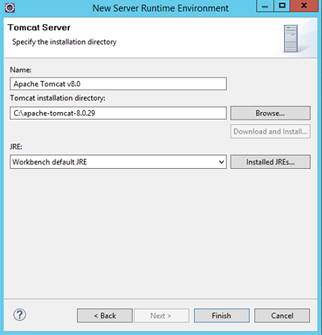 New Server Runtime Environment
Tomcat Server
Specify the installation directory
Name:
Apache Tomcat v8.0
Tomcat installation directory:
C:\apache-tomcat-8.0.29
Browse...
Download and Install...
JRE:
Workbench default JRE
Installed JREs...
?
< Back
Next >
Finish
Cancel